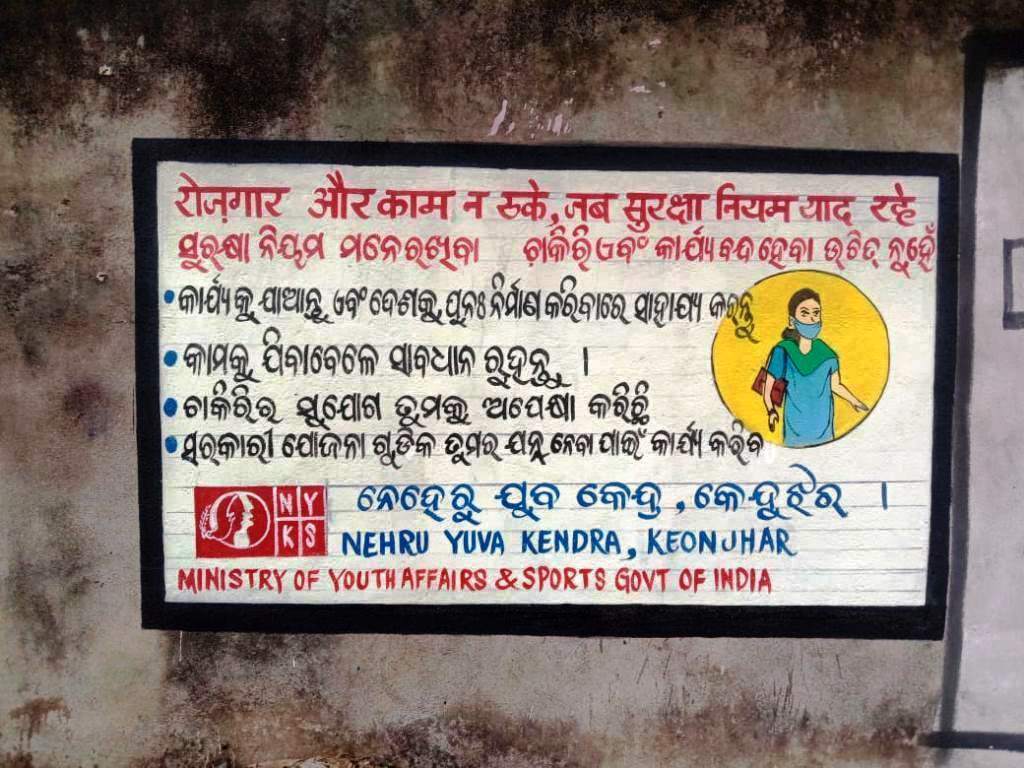 रोज़गार और काम न रुके, जब सुरक्षा नियम याद रहे
ସୁରକ୍ଷା ନିୟମ ମନେରଖିବା ଚାକିରି ଏବଂ କାର୍ଯ୍ୟ ବନ୍ଦ ହେବା ଉଚିତ୍ ନୁହେଁ
• କାର୍ଯ୍ୟକୁ ଯାଆନ୍ତୁ ଏବଂ ଦେଶକୁ ପୁନଃ ନିର୍ମାଣ କରିବାରେ ସାହାଯ୍ୟ କରନ୍ତୁ
• କାମକୁ ଯିବାବେଳେ ସାବଧାନ ରୁହନ୍ତୁ ।
• ଚାକିରିର ସୁଯୋଗ ତୁମକୁ ଅପେକ୍ଷା କରିଛି
• ସରକାରୀ ଯୋଜନା ଗୁଡିକ ତୁମର ଯତ୍ନ ନେବା ପାଇଁ କାର୍ଯ୍ୟ କରିବ
NYKS
ନେହେରୁ ଯୁବ କେନ୍ଦ୍ର, କେନ୍ଦୁଝର ।
NEHRU YUVA KENDRA, KEONJHAR
MINISTRY OF YOUTH AFFAIRS & SPORTS GOVT OF INDIA